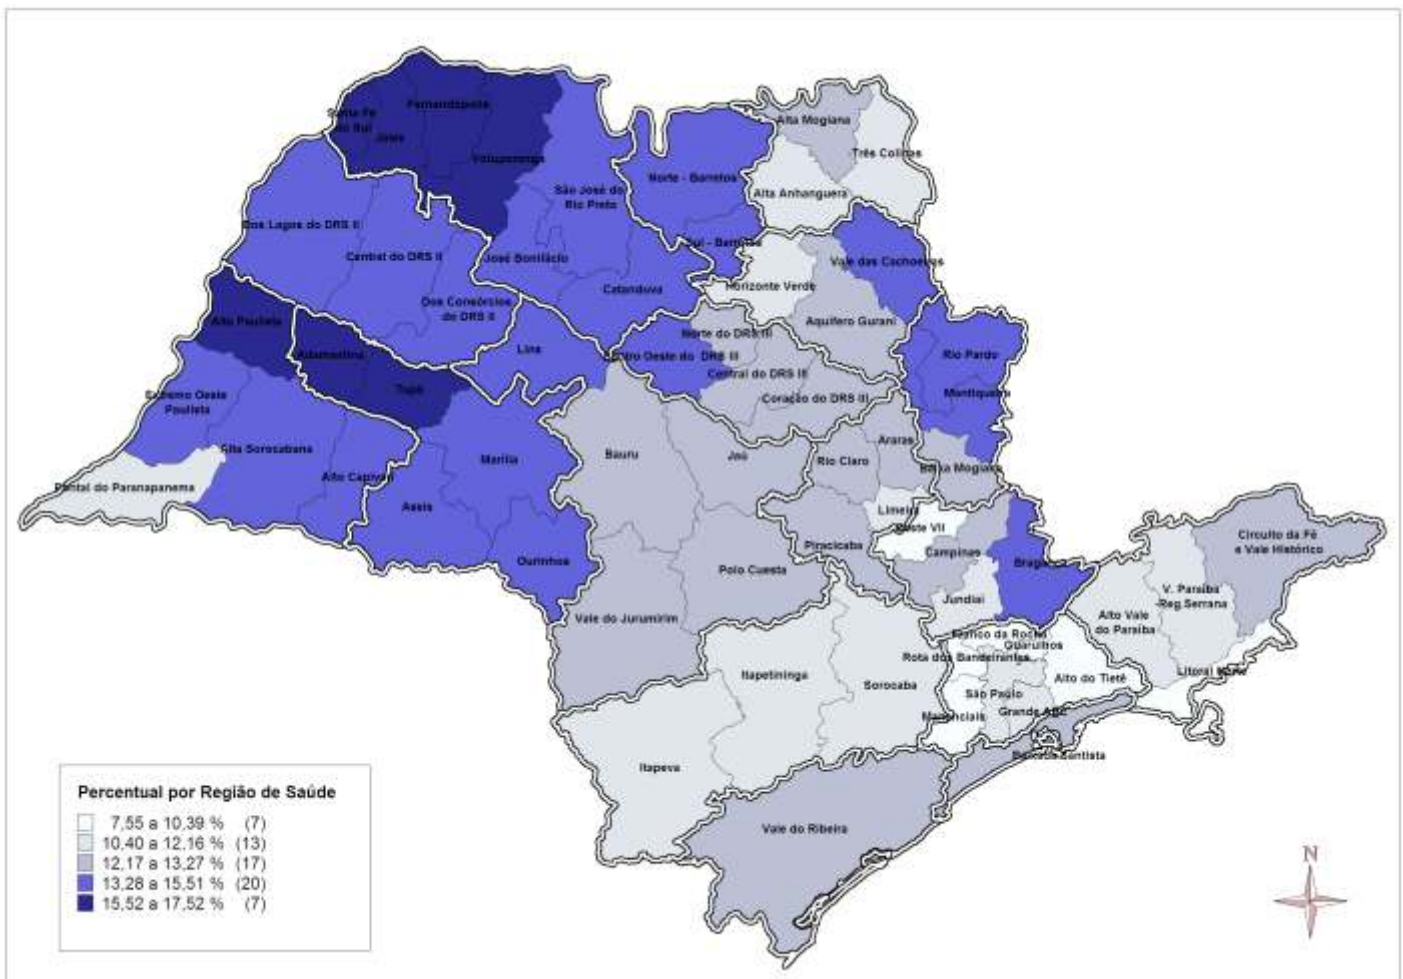 Fernandópolis
Santa Fé
do Sul
Jales
Votuporanga
Alta Mogiana
Três Colinas
Norte - Barretos
São José do
Rio Preto
Alta Anhanguera
Dos Lagos do DRS II
Central do DRS II
José Bonifácio
Sul - Barretos
Vale das Cachoeiras
Horizonte Verde
Catanduva
Dos Consórcios
do DRS II
Alta Paulista
Aquífero Gurani
Norte do DRS III
Adamantina
Lins
Centro Oeste do DRS III
Rio Pardo
Central do DRS III
Tupã
Mantiqueira
Extremo Oeste
Paulista
Coração do DRS III
Alta Sorocabana
Marília
Bauru
Jaú
Rio Claro
Araras
Baixa Mogiana
Pontal do Paranapanema
Alto Capivari
Assis
Limeira
Oeste VII
Ourinhos
Polo Cuesta
Piracicaba
Campinas
Bragança
Circuito da Fé
e Vale Histórico
Jundiaí
V. Paraíba
Reg.Serrana
Vale do Jurumirim
Alto Vale
do Paraíba
Franco da Rocha
Guarulhos
Rota dos Bandeirantes
Itapetininga
Sorocaba
Alto do Tietê
Litoral Norte
São Paulo
Mananciais
Grande ABC
Baixada Santista
Itapeva
Vale do Ribeira
Percentual por Região de Saúde
7,55 a 10,39 % (7)
10,40 a 12,16 % (13)
12,17 a 13,27 % (17)
13,28 a 15,51 % (20)
15,52 a 17,52 % (7)
N